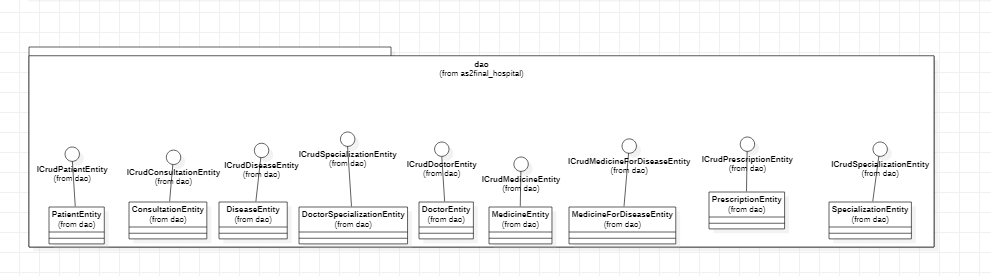 dao
(from as2final_hospital)
ICrudPatientEntity
(from dao)
ICrudConsultationEntity
(from dao)
ICrudDiseaseEntity
(from dao)
ICrudSpecializationEntity
(from dao)
ICrudDoctorEntity
(from dao)
ICrudMedicineEntity
(from dao)
ICrudMedicineForDiseaseEntity
(from dao)
ICrudPrescriptionEntity
(from dao)
ICrudSpecializationEntity
(from dao)
PatientEntity
(from dao)
ConsultationEntity
(from dao)
DiseaseEntity
(from dao)
DoctorSpecializationEntity
(from dao)
DoctorEntity
(from dao)
MedicineEntity
(from dao)
MedicineForDiseaseEntity
(from dao)
PrescriptionEntity
(from dao)
SpecializationEntity
(from dao)